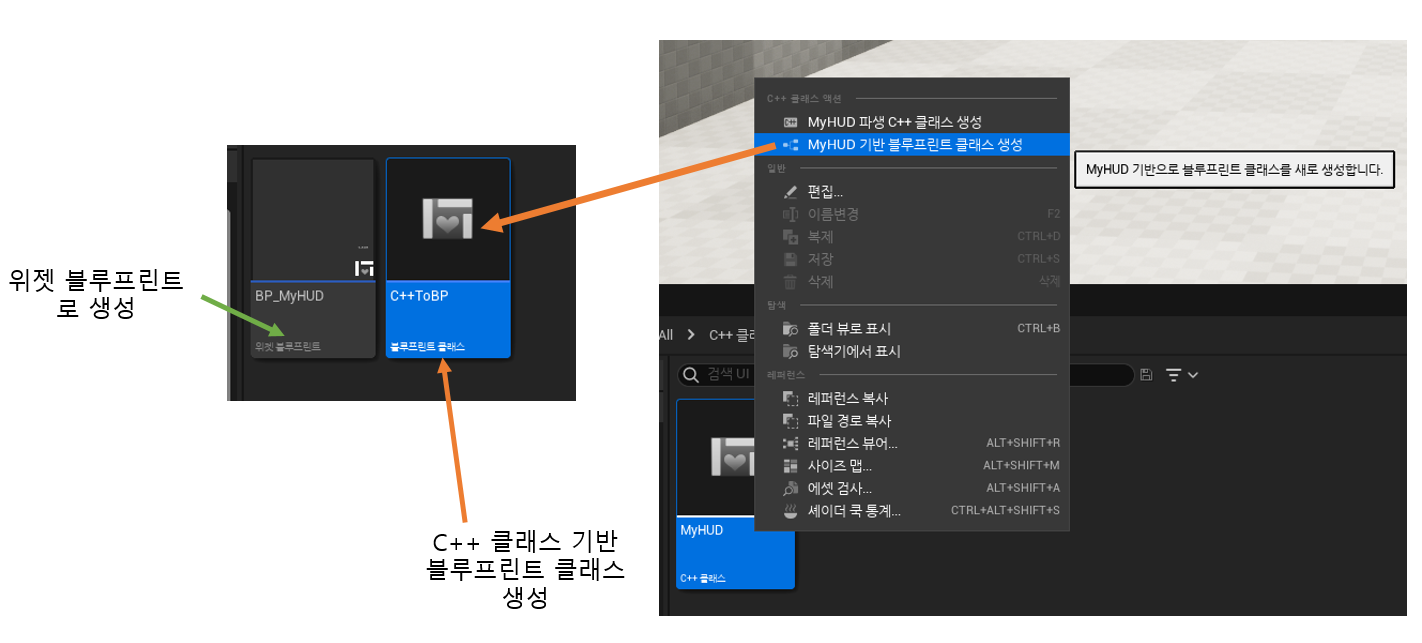 C++ 클래스 액션
MyHUD 파생 C++ 클래스 생성
MyHUD 기반 블루프린트 클래스 생성
MyHUD 기반으로 블루프린트 클래스를 새로 생성합니다.
일반
편집...
이름변경 F2
복제 CTRL+D
저장 CTRL+S
삭제 삭제
탐색
폴더 뷰로 표시 CTRL+B
탐색기에서 표시
레퍼런스
레퍼런스 복사
파일 경로 복사
레퍼런스 뷰어... ALT+SHIFT+R
사이즈 맵... ALT+SHIFT+M
에셋 검사... ALT+SHIFT+A
셰이더 쿡 통계... CTRL+ALT+SHIFT+S
All
C++ 클래
검색 UI
MyHUD
C++ 클래스
위젯 블루프린트
로 생성
BP_MyHUD
위젯 블루프린트
C++ToBP
블루프린트 클래스
C++ 클래스 기반
블루프린트 클래스
생성